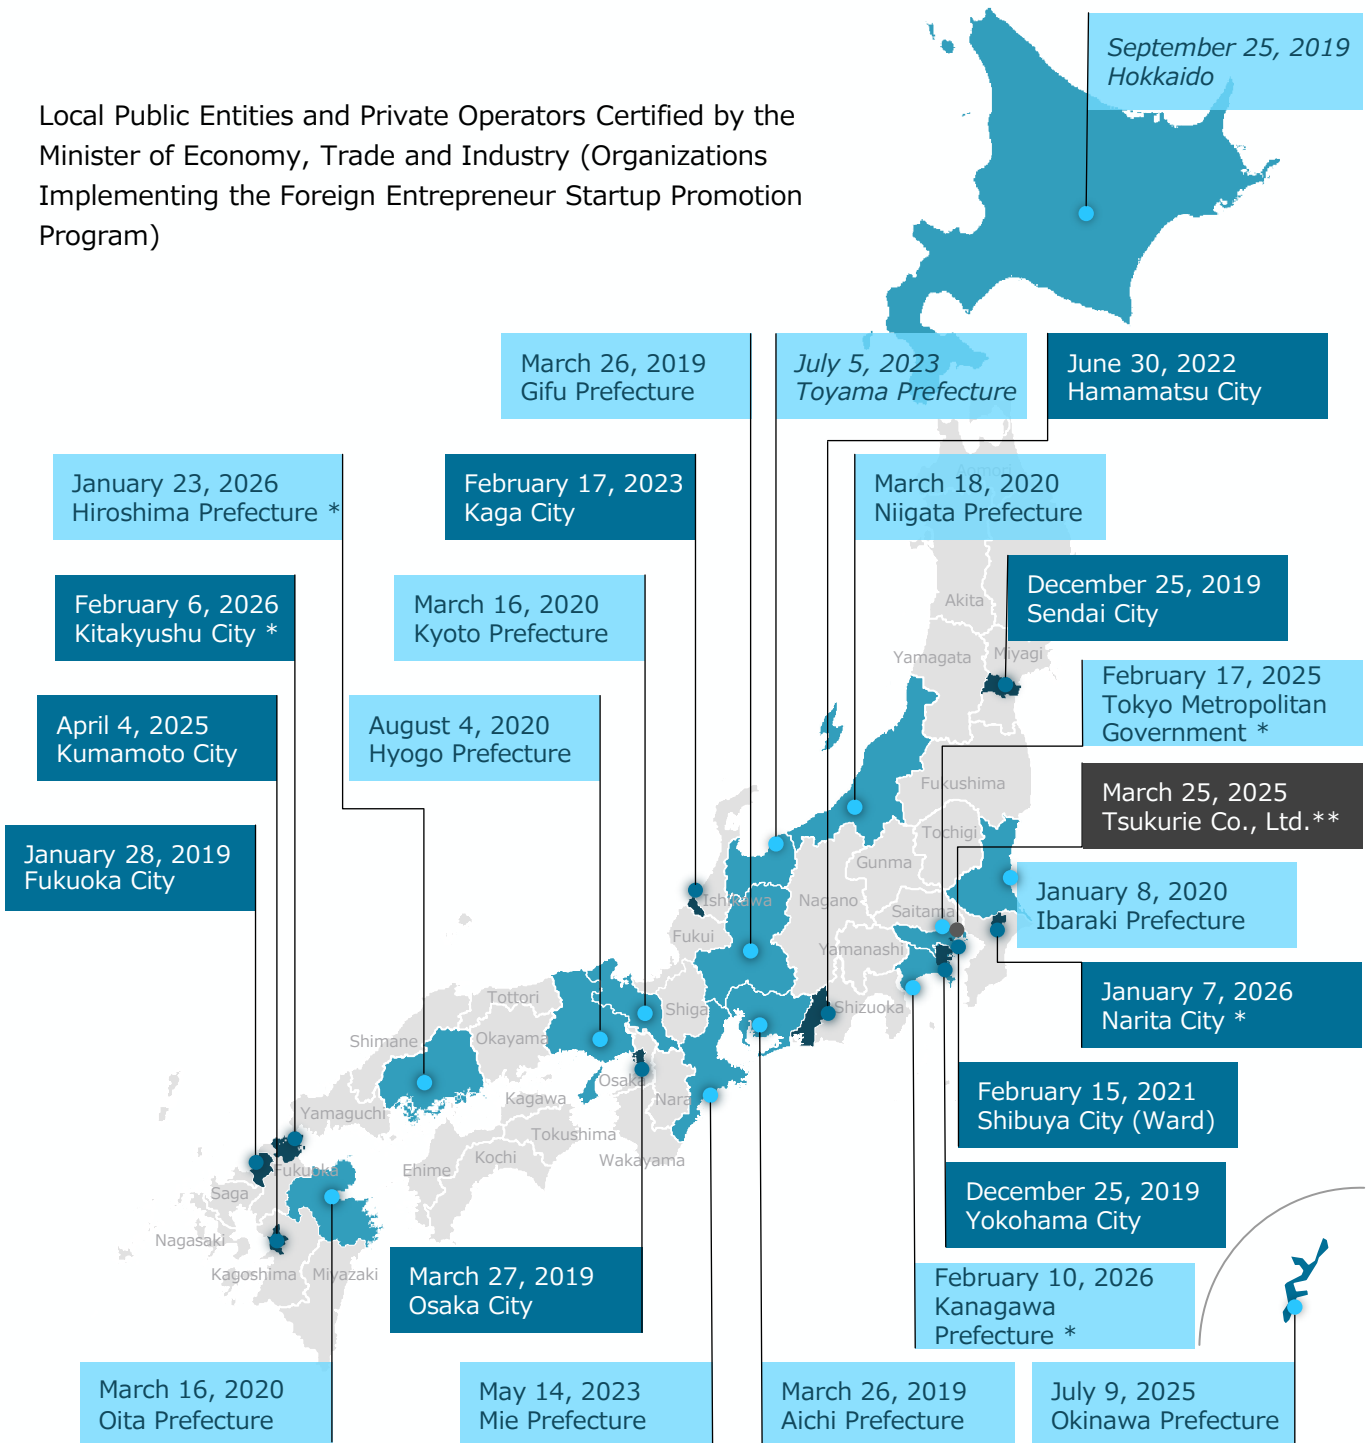 September 25, 2019
Hokkaido
Local Public Entities and Private Operators Certified by the
Minister of Economy, Trade and Industry (Organizations
Implementing the Foreign Entrepreneur Startup Promotion
Program)
March 26, 2019
Gifu Prefecture
July 5, 2023
Toyama Prefecture
June 30, 2022
Hamamatsu City
January 23, 2026
Hiroshima Prefecture *
February 17, 2023
Kaga City
March 18, 2020
Niigata Prefecture
February 6, 2026
Kitakyushu City *
March 16, 2020
Kyoto Prefecture
December 25, 2019
Sendai City
Akita
Yamagata
Miyagi
April 4, 2025
Kumamoto City
August 4, 2020
Hyogo Prefecture
February 17, 2025
Tokyo Metropolitan
Government *
Fukushima
March 25, 2025
Tsukurie Co., Ltd.**
Tochigi
Gunma
January 28, 2019
Fukuoka City
January 8, 2020
Ibaraki Prefecture
Ishikawa
Nagano
Saitama
Fukui
Yamanashi
Tottori
Shiga
Shizuoka
January 7, 2026
Narita City *
Shimane
Okayama
Osaka
Nara
Kagawa
Yamaguchi
Tokushima
Wakayama
February 15, 2021
Shibuya City (Ward)
Ehime
Kochi
Fukuoka
Saga
December 25, 2019
Yokohama City
Nagasaki
Kagoshima
Miyazaki
March 27, 2019
Osaka City
February 10, 2026
Kanagawa
Prefecture *
March 16, 2020
Oita Prefecture
May 14, 2023
Mie Prefecture
March 26, 2019
Aichi Prefecture
July 9, 2025
Okinawa Prefecture